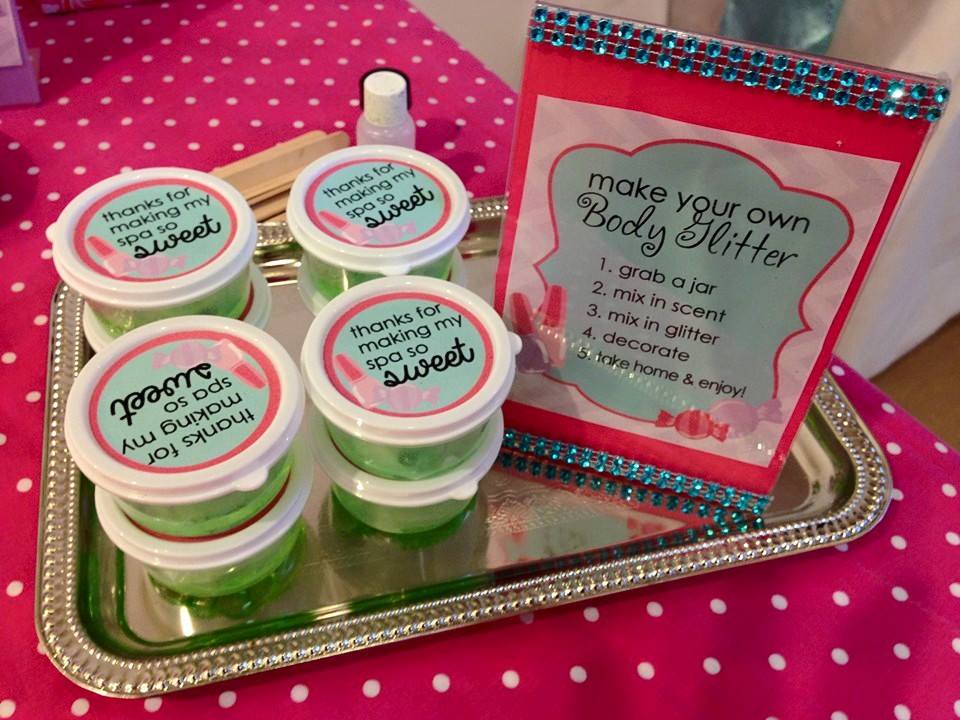 thanks for
making my
spa so
sweet
thanks for
making my
spa so
sweet
thanks for
making my
spa so
sweet
thanks for
making my
spa so
sweet
make your own
Body Glitter
1. grab a jar
2. mix in scent
3. mix in glitter
4. decorate
5. take home & enjoy!